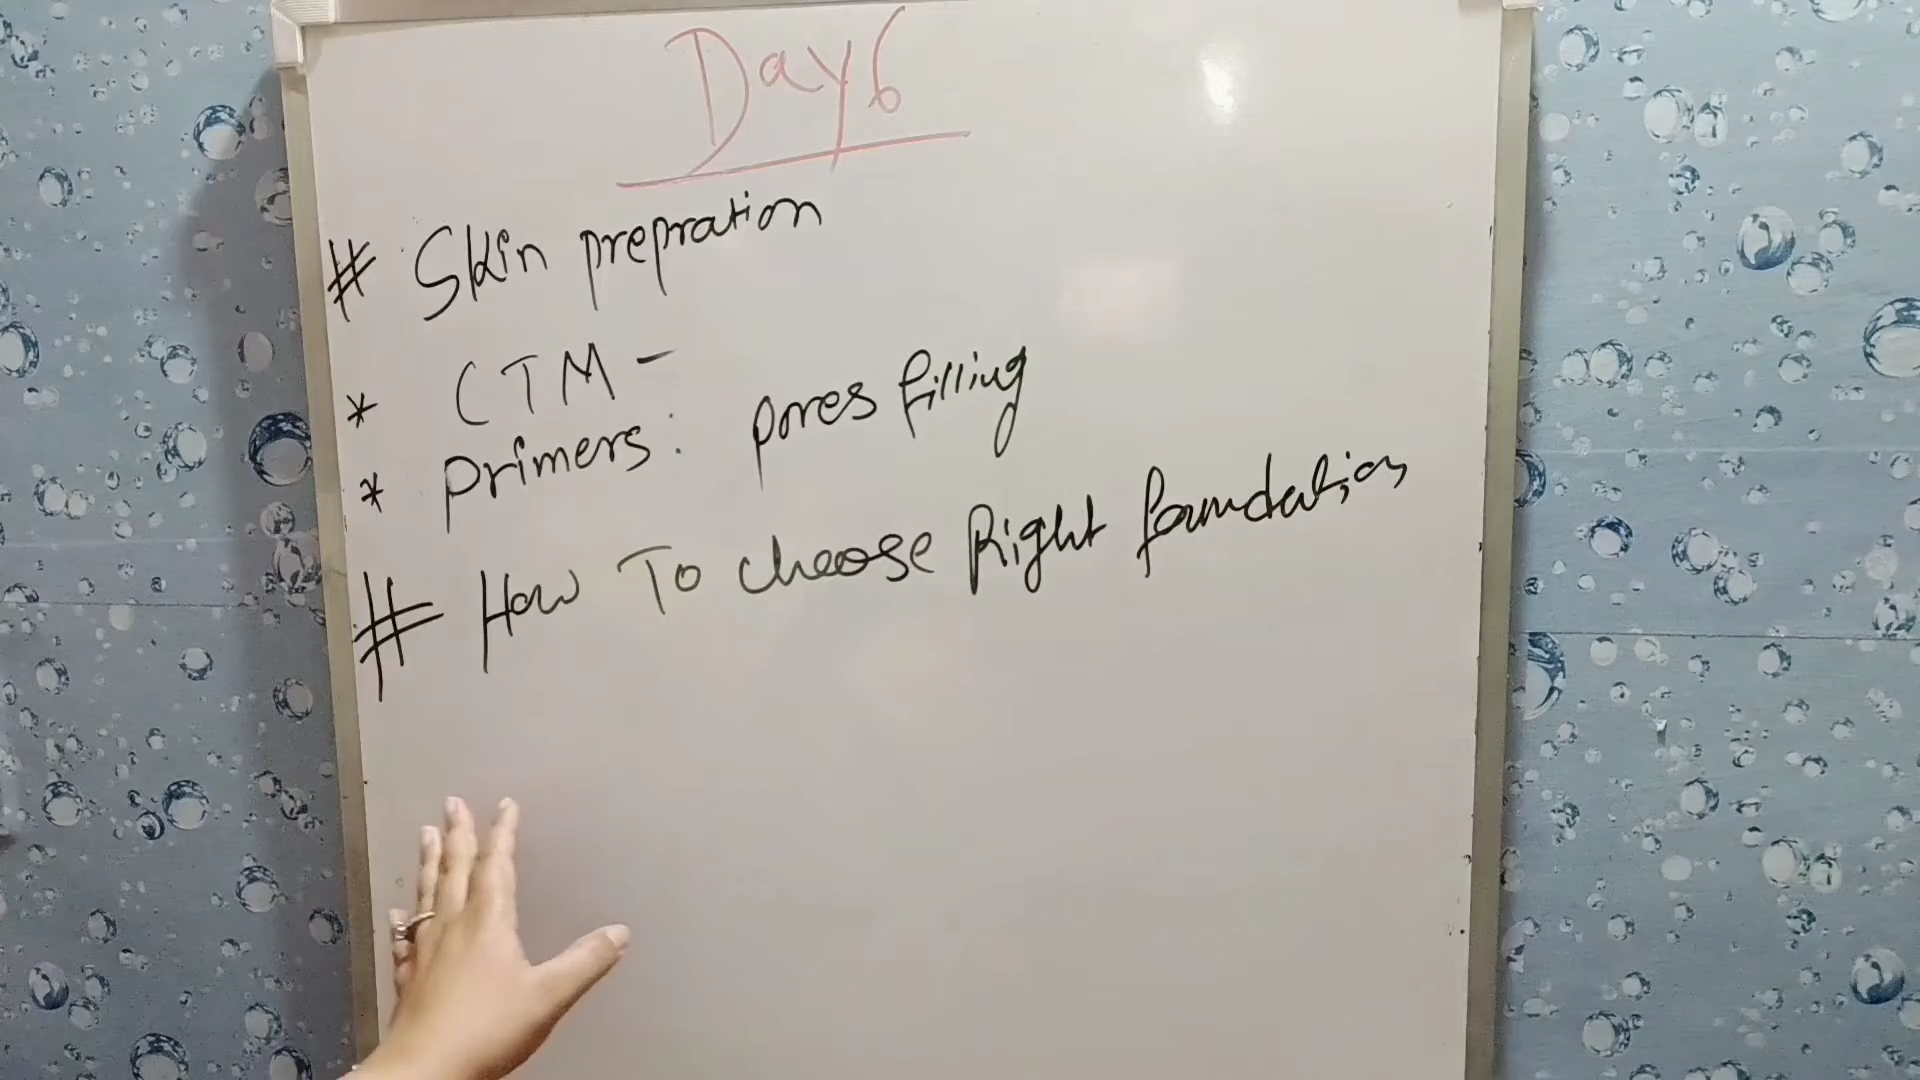 Day 6
# Skin prepration
* CTM -
* Primers: pores filling
# How To choose Right foundation